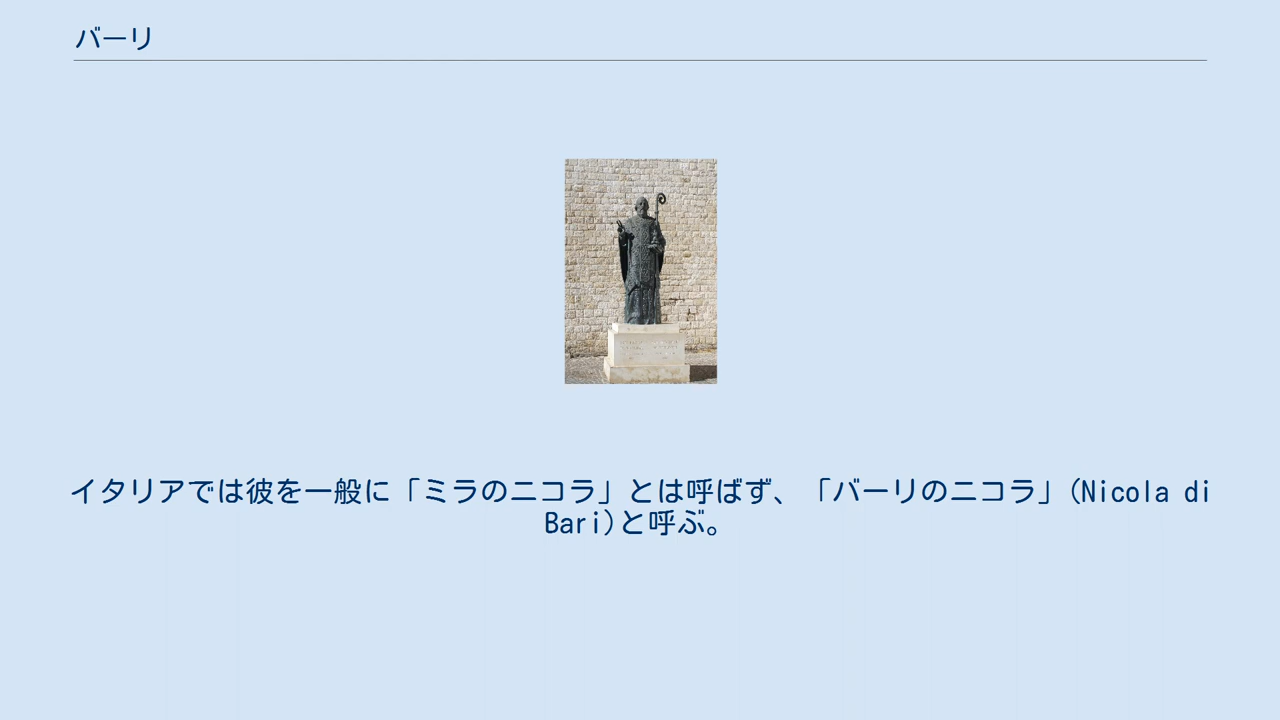 バーリ
イタリアでは彼を一般に「ミラのニコラ」とは呼ばず、「バーリのニコラ」(Nicola di
Bari)と呼ぶ。